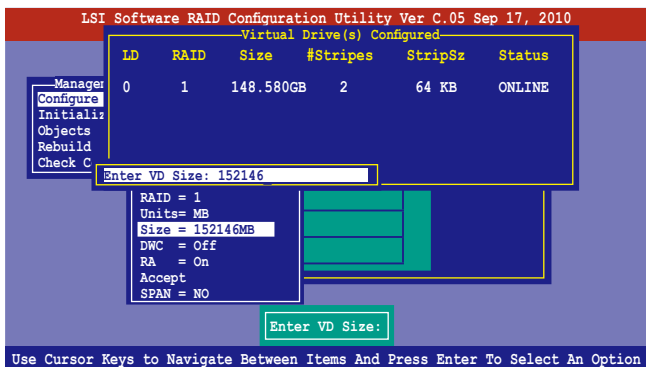 LSI Software RAID Configuration Utility Ver C.05 Sep 17, 2010
Virtual Drive(s) Configured
LD RAID Size #Stripes StripSz Status
0 1 148.580GB 2 64 KB ONLINE
Configure
Objects
Rebuild
Check C
Enter VD Size: 152146_
RAID = 1
Units= MB
Size = 152146MB
DWC = Off
RA = On
Accept
SPAN = NO
Enter VD Size:
Use Cursor Keys to Navigate Between Items And Press Enter To Select An Option